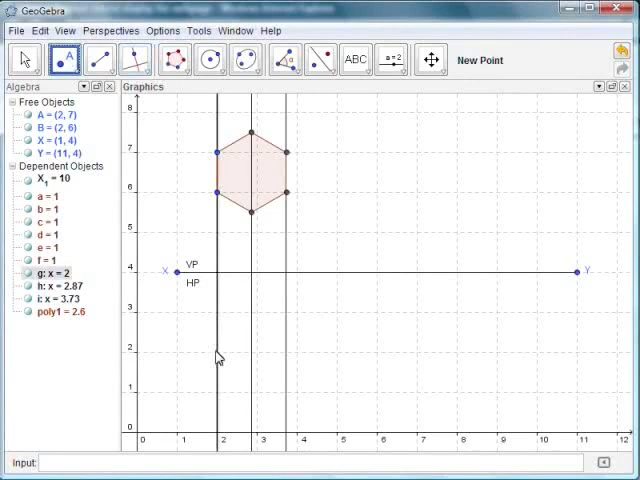 GeoGebra
File Edit View Perspectives Options Tools Window Help
A
ABC
a=2
New Point
Algebra
Graphics
Free Objects
A = (2, 7)
B = (2, 6)
X = (1, 4)
Y = (11, 4)
Dependent Objects
X1 = 10
a = 1
b = 1
c = 1
d = 1
e = 1
f = 1
g: x = 2
h: x = 2.87
i: x = 3.73
poly1 = 2.6
8
7
6
5
4
3
2
1
0
X
VP
HP
Y
0 1 2 3 4 5 6 7 8 9 10 11 12
Input: